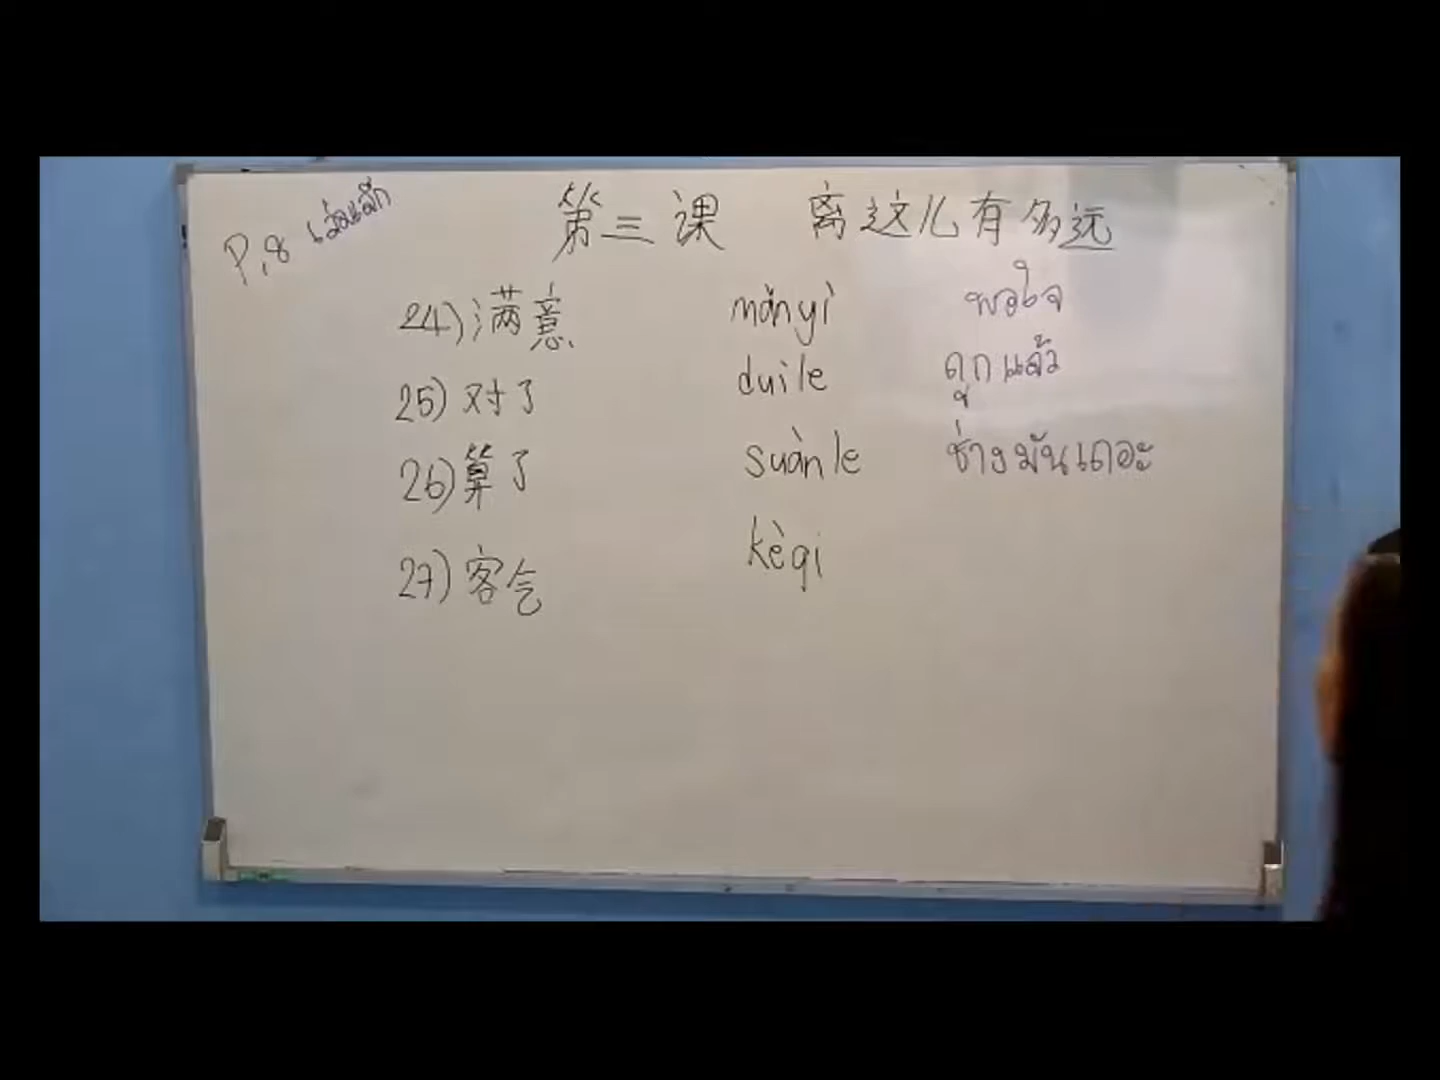 P.8 เล่มเล็ก
第三课 离这儿有多远
24) 满意 mǎnyì พอใจ
25) 对了 duìle ถูกแล้ว
26) 算了 suànle ช่างมันเถอะ
27) 客气 kèqi